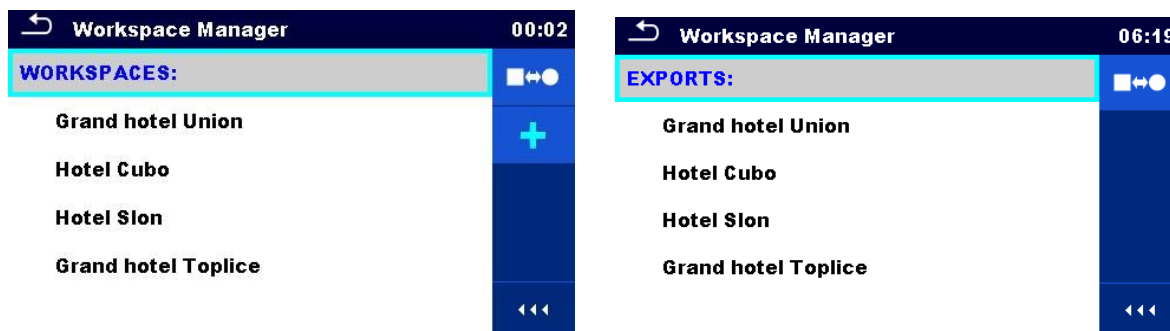 Workspace Manager 00:02
WORKSPACES:
Grand hotel Union
Hotel Cubo
Hotel Slon
Grand hotel Toplice
Workspace Manager 06:19
EXPORTS:
Grand hotel Union
Hotel Cubo
Hotel Slon
Grand hotel Toplice